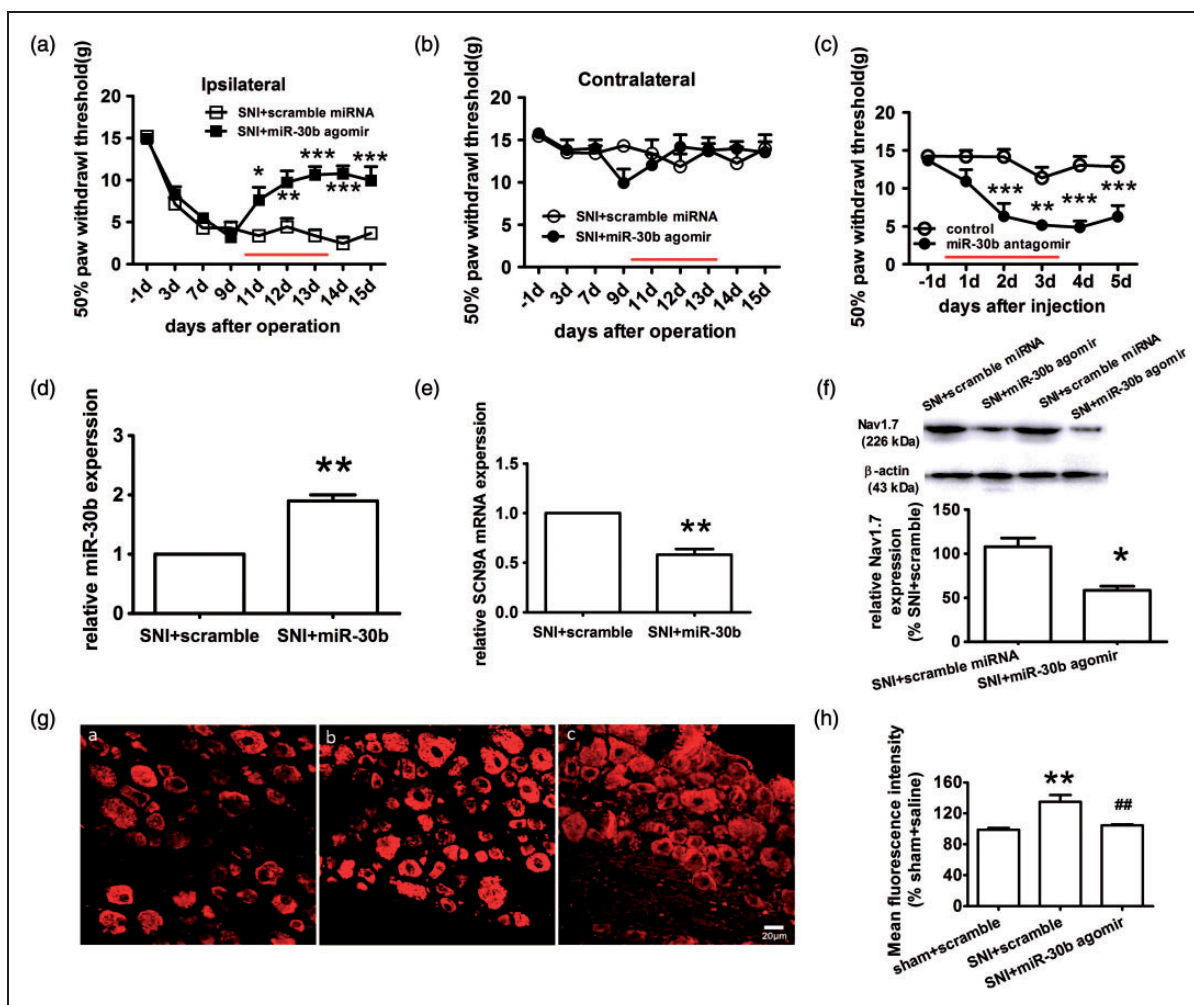 (a)
50% paw withdrawl threshold(g)
Ipsilateral
SNI+scramble miRNA
SNI+miR-30b agomir
20
15
10
5
0
*
**
***
***
***
-1d 3d 7d 9d 11d 12d 13d 14d 15d
days after operation
(b)
50% paw withdrawl threshold(g)
Contralateral
20
15
10
5
0
SNI+scramble miRNA
SNI+miR-30b agomir
-1d 3d 7d 9d 11d 12d 13d 14d 15d
days after operation
(c)
50% paw withdrawl threshold(g)
20
15
10
5
0
***
**
***
***
control
miR-30b antagomir
-1d 1d 2d 3d 4d 5d
days after injection
(d)
relative miR-30b experssion
3
2
1
0
**
SNI+scramble SNI+miR-30b
(e)
relative SCN9A mRNA experssion
1.5
1.0
0.5
0.0
**
SNI+scramble SNI+miR-30b
(f)
SNI+scramble miRNA
SNI+miR-30b agomir
SNI+scramble miRNA
SNI+miR-30b agomir
Nav1.7
(226 kDa)
β-actin
(43 kDa)
relative Nav1.7
expression
(% SNI+scramble)
150
100
50
0
*
SNI+scramble miRNA
SNI+miR-30b agomir
(g)
a
b
c
20μm
(h)
Mean fluorescence intensity
(% sham+saline)
160
120
80
40
0
**
##
sham+scramble
SNI+scramble
SNI+miR-30b agomir